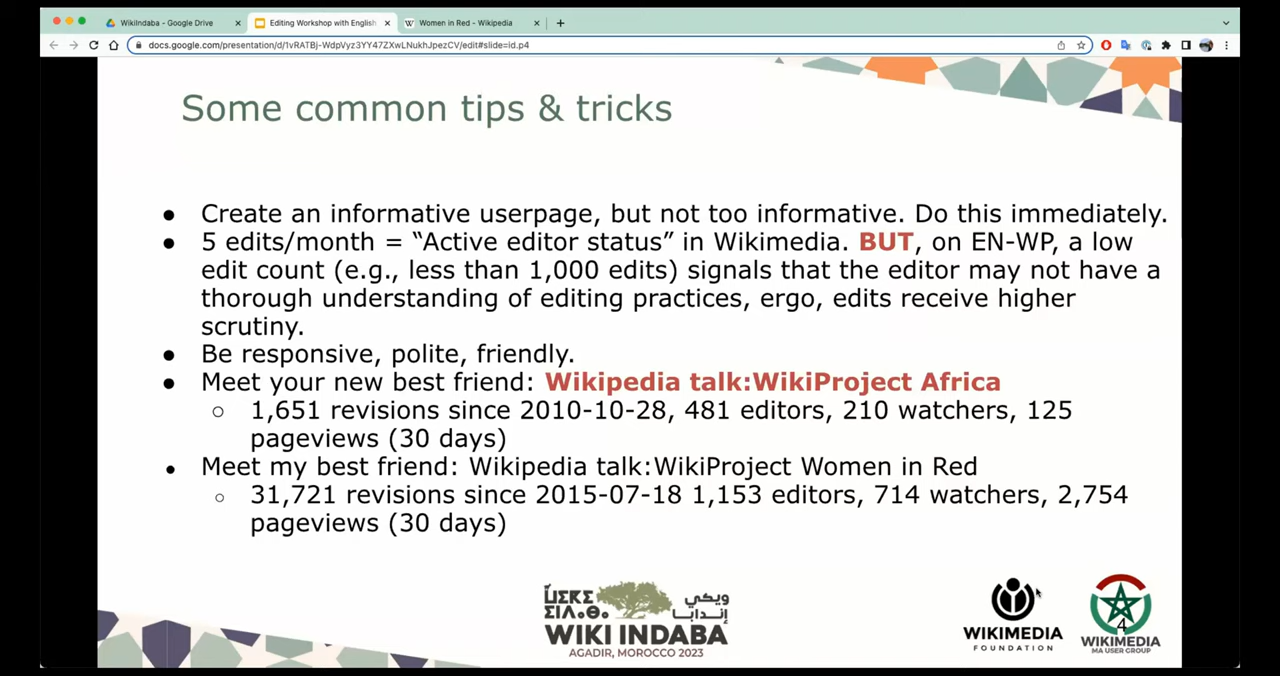 WikiIndaba - Google Drive
Editing Workshop with English
Women in Red - Wikipedia
docs.google.com/presentation/d/1vRATBj-WdpVyz3YY47ZXwLNukhJpezCV/edit#slide=id.p4
Some common tips & tricks
● Create an informative userpage, but not too informative. Do this immediately.
● 5 edits/month = “Active editor status” in Wikimedia. BUT, on EN-WP, a low
edit count (e.g., less than 1,000 edits) signals that the editor may not have a
thorough understanding of editing practices, ergo, edits receive higher
scrutiny.
● Be responsive, polite, friendly.
● Meet your new best friend: Wikipedia talk:WikiProject Africa
○ 1,651 revisions since 2010-10-28, 481 editors, 210 watchers, 125
pageviews (30 days)
● Meet my best friend: Wikipedia talk:WikiProject Women in Red
○ 31,721 revisions since 2015-07-18 1,153 editors, 714 watchers, 2,754
pageviews (30 days)
ويكي
إندابا
WIKI INDABA
AGADIR, MOROCCO 2023
WIKIMEDIA
FOUNDATION
4
WIKIMEDIA
MA USER GROUP